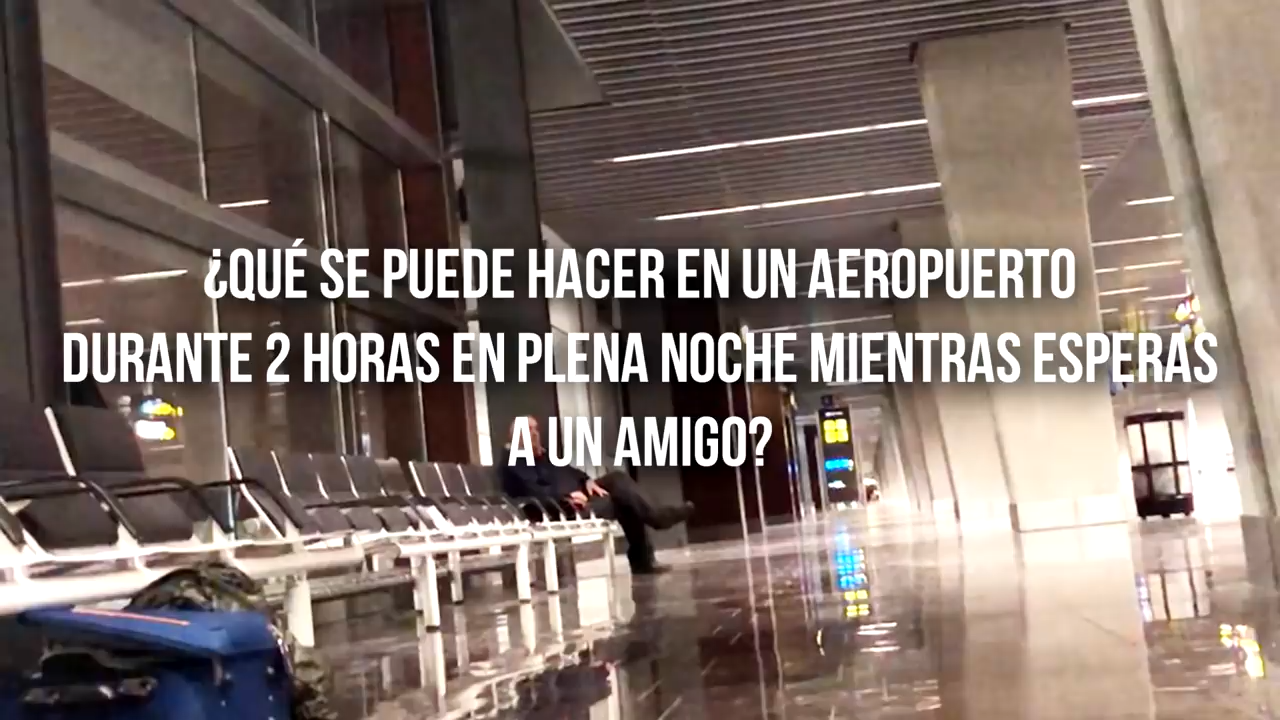 ¿QUÉ SE PUEDE HACER EN UN AEROPUERTO
DURANTE 2 HORAS EN PLENA NOCHE MIENTRAS ESPERAS
A UN AMIGO?